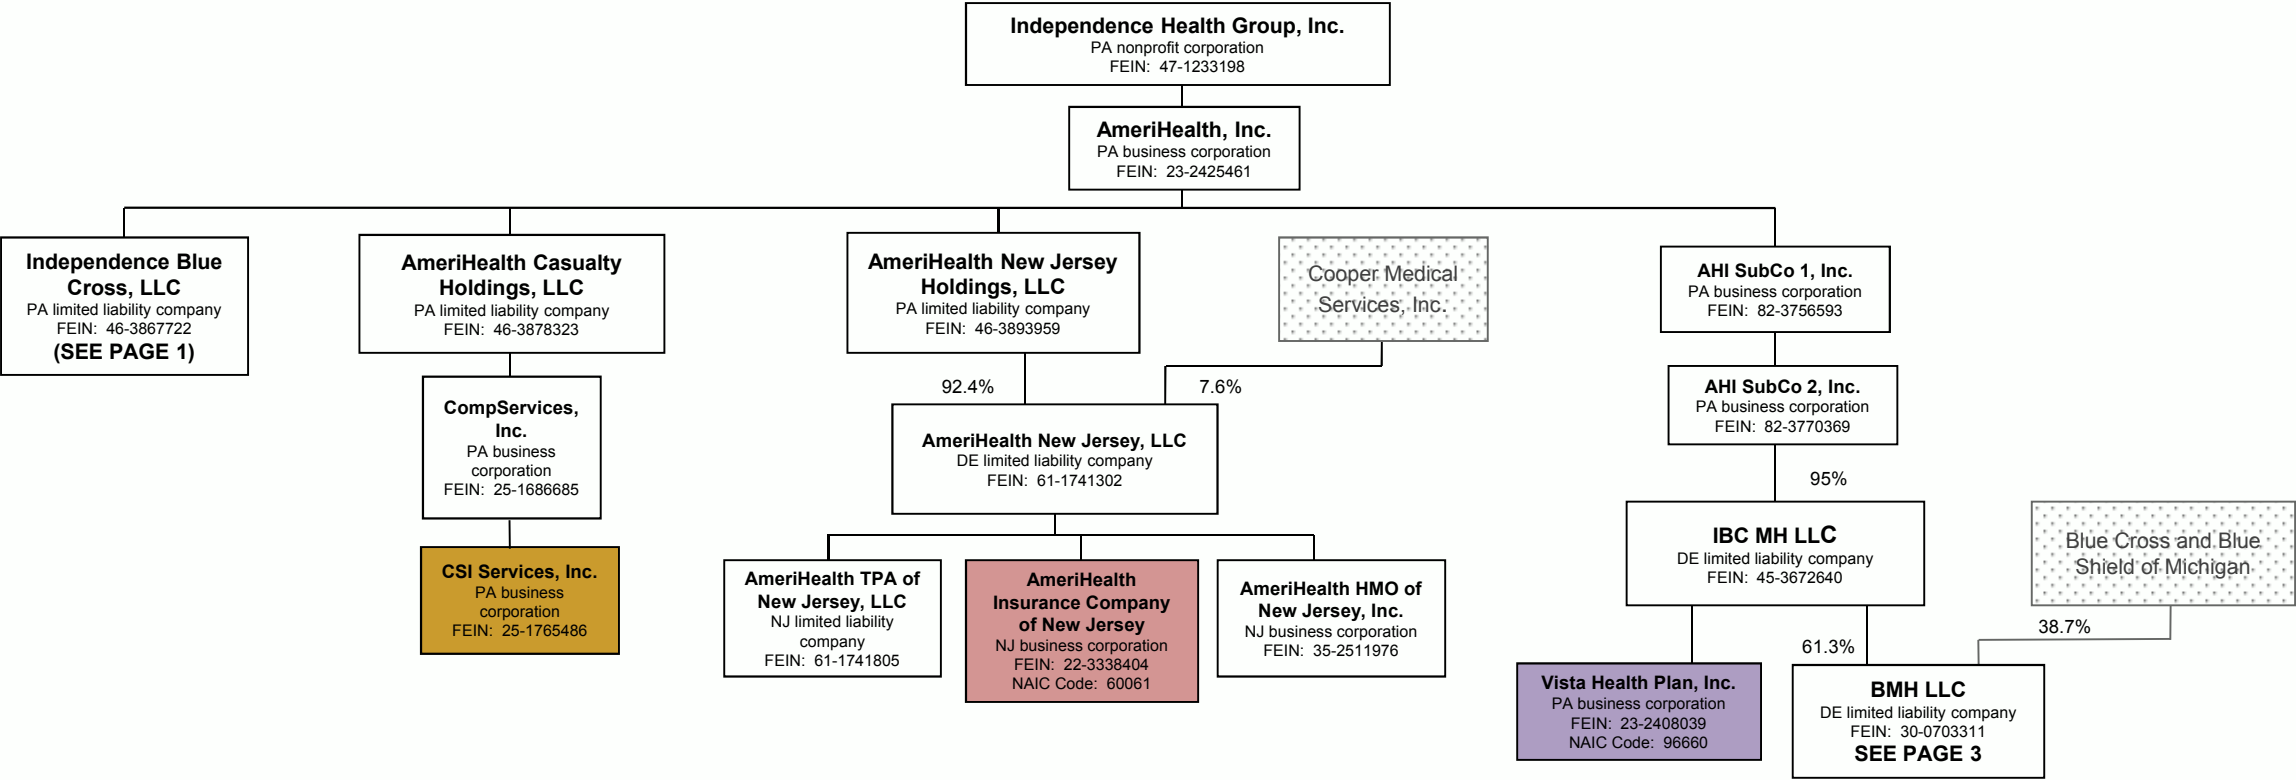 Independence Health Group, Inc.
PA nonprofit corporation
FEIN: 47-1233198
AmeriHealth, Inc.
PA business corporation
FEIN: 23-2425461
Independence Blue
Cross, LLC
PA limited liability company
FEIN: 46-3867722
(SEE PAGE 1)
AmeriHealth Casualty
Holdings, LLC
PA limited liability company
FEIN: 46-3878323
AmeriHealth New Jersey
Holdings, LLC
PA limited liability company
FEIN: 46-3893959
Cooper Medical
Services, Inc.
AHI SubCo 1, Inc.
PA business corporation
FEIN: 82-3756593
CompServices,
Inc.
PA business
corporation
FEIN: 25-1686685
92.4%
7.6%
AmeriHealth New Jersey, LLC
DE limited liability company
FEIN: 61-1741302
AHI SubCo 2, Inc.
PA business corporation
FEIN: 82-3770369
95%
IBC MH LLC
DE limited liability company
FEIN: 45-3672640
Blue Cross and Blue
Shield of Michigan
CSI Services, Inc.
PA business
corporation
FEIN: 25-1765486
AmeriHealth TPA of
New Jersey, LLC
NJ limited liability
company
FEIN: 61-1741805
AmeriHealth
Insurance Company
of New Jersey
NJ business corporation
FEIN: 22-3338404
NAIC Code: 60061
AmeriHealth HMO of
New Jersey, Inc.
NJ business corporation
FEIN: 35-2511976
61.3%
38.7%
Vista Health Plan, Inc.
PA business corporation
FEIN: 23-2408039
NAIC Code: 96660
BMH LLC
DE limited liability company
FEIN: 30-0703311
SEE PAGE 3